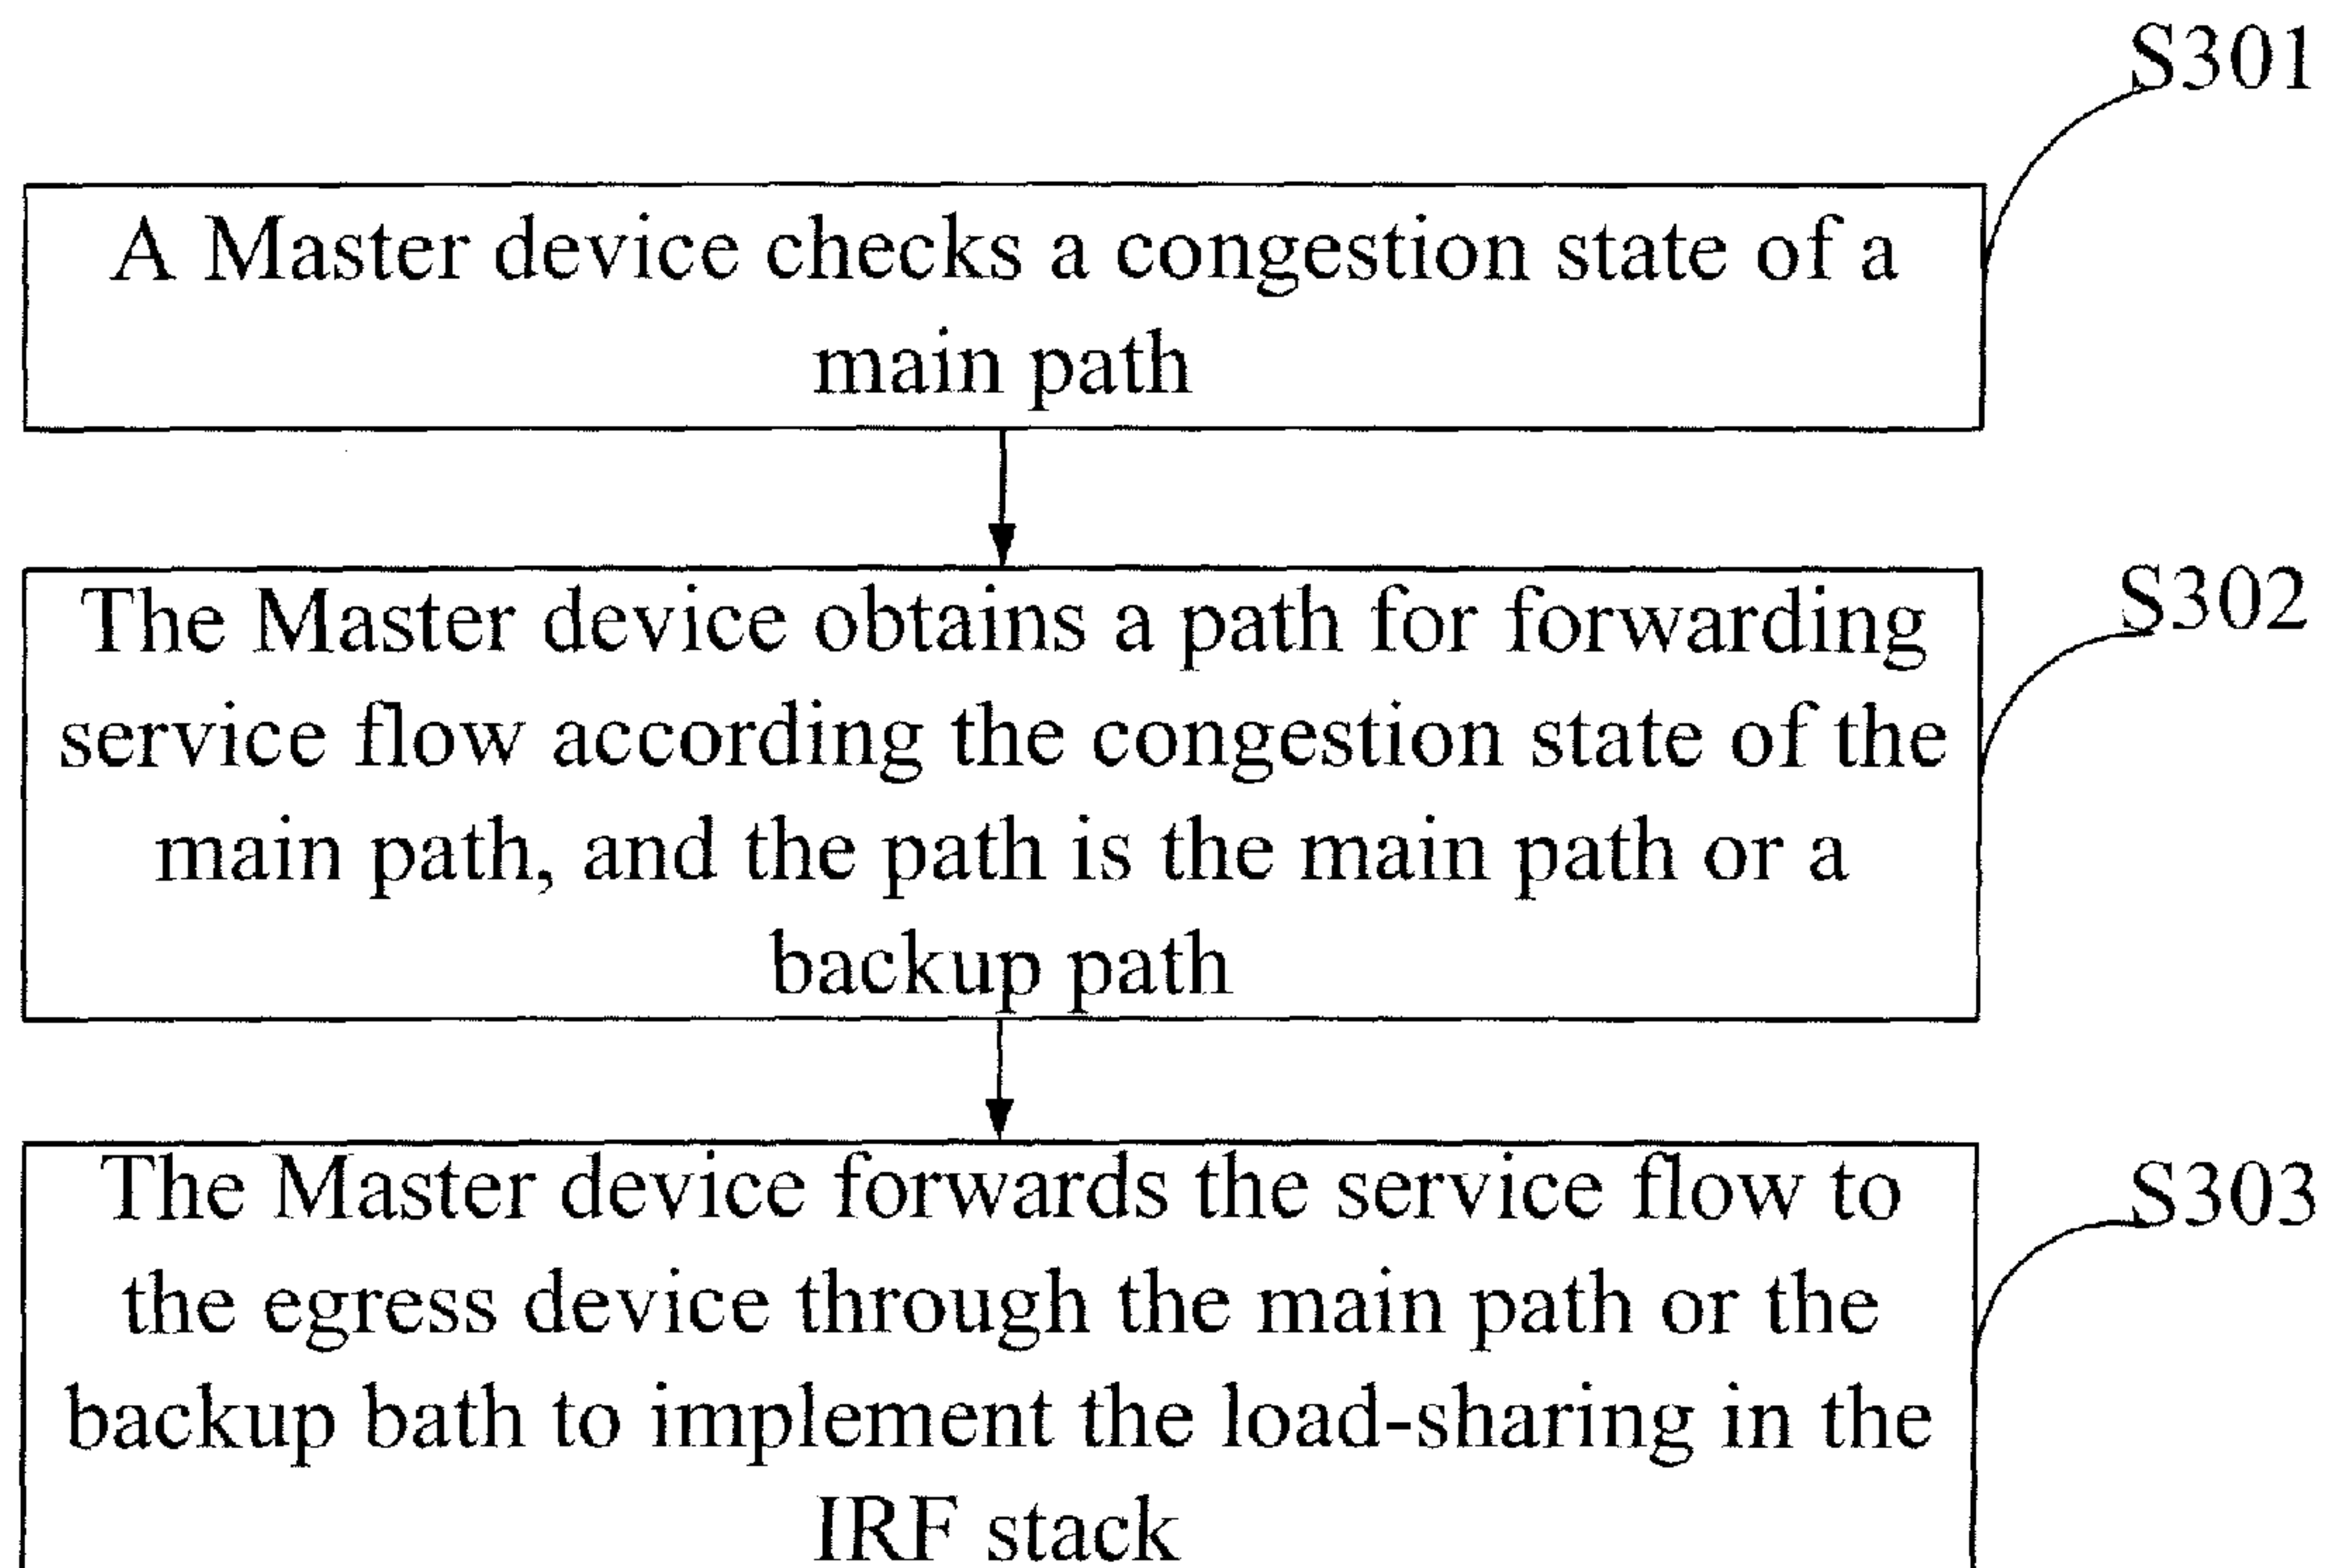 S301
A Master device checks a congestion state of a
main path
S302
The Master device obtains a path for forwarding
service flow according the congestion state of the
main path, and the path is the main path or a
backup path
S303
The Master device forwards the service flow to
the egress device through the main path or the
backup bath to implement the load-sharing in the
IRF stack